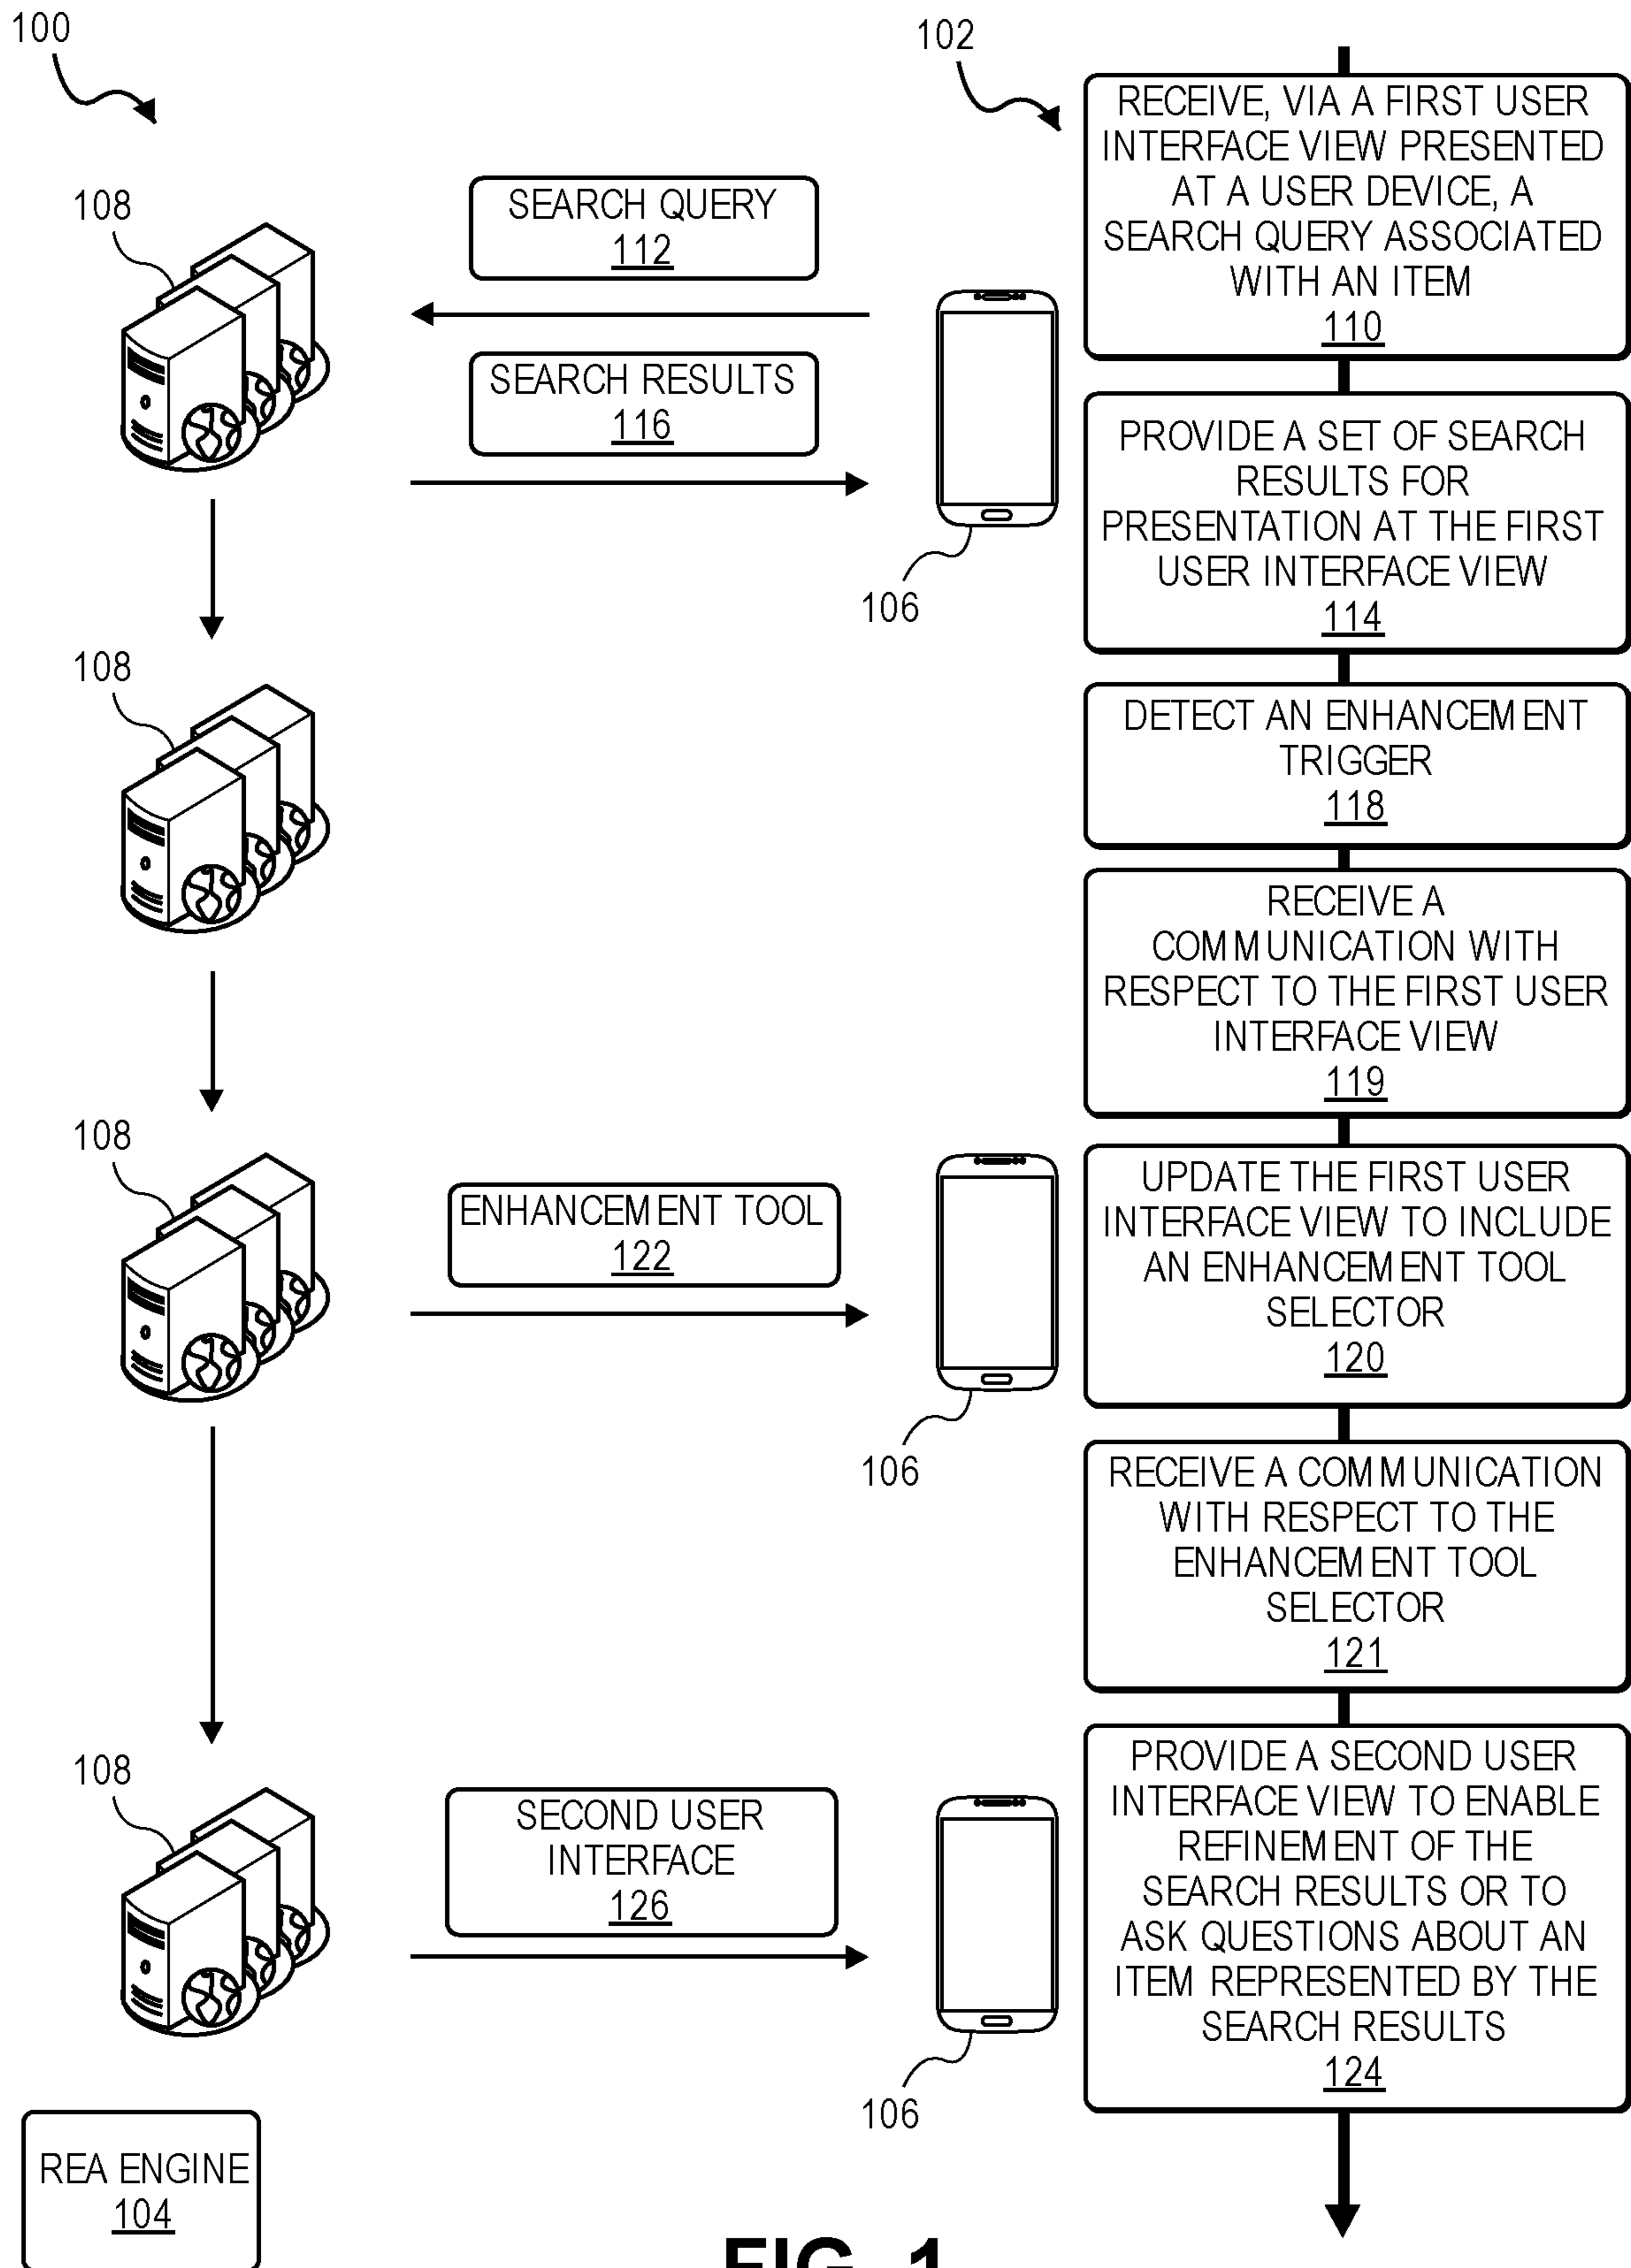 100
102
RECEIVE, VIA A FIRST USER
INTERFACE VIEW PRESENTED
AT A USER DEVICE, A
SEARCH QUERY ASSOCIATED
WITH AN ITEM
110
108
SEARCH QUERY
112
SEARCH RESULTS
116
106
PROVIDE A SET OF SEARCH
RESULTS FOR
PRESENTATION AT THE FIRST
USER INTERFACE VIEW
114
108
DETECT AN ENHANCEMENT
TRIGGER
118
RECEIVE A
COMMUNICATION WITH
RESPECT TO THE FIRST USER
INTERFACE VIEW
119
108
ENHANCEMENT TOOL
122
106
UPDATE THE FIRST USER
INTERFACE VIEW TO INCLUDE
AN ENHANCEMENT TOOL
SELECTOR
120
RECEIVE A COMMUNICATION
WITH RESPECT TO THE
ENHANCEMENT TOOL
SELECTOR
121
108
SECOND USER
INTERFACE
126
106
PROVIDE A SECOND USER
INTERFACE VIEW TO ENABLE
REFINEMENT OF THE
SEARCH RESULTS OR TO
ASK QUESTIONS ABOUT AN
ITEM REPRESENTED BY THE
SEARCH RESULTS
124
REA ENGINE
104
FIG. 1